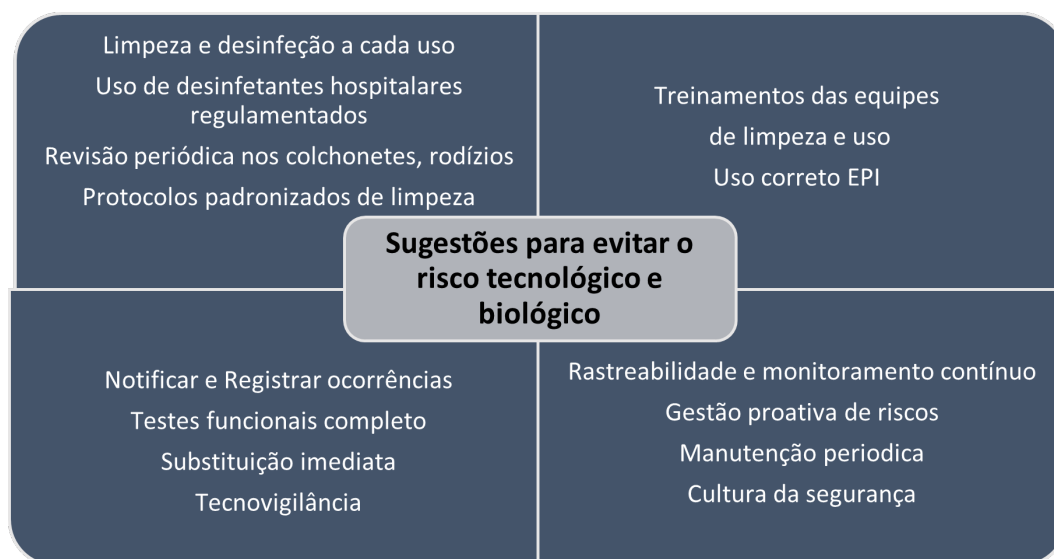 Limpeza e desinfeção a cada uso
Uso de desinfetantes hospitalares
regulamentados
Revisão periódica nos colchonetes, rodízios
Protocolos padronizados de limpeza
Treinamentos das equipes
de limpeza e uso
Uso correto EPI
Sugestões para evitar o
risco tecnológico e
biológico
Notificar e Registrar ocorrências
Testes funcionais completo
Substituição imediata
Tecnovigilância
Rastreabilidade e monitoramento contínuo
Gestão proativa de riscos
Manutenção periodica
Cultura da segurança